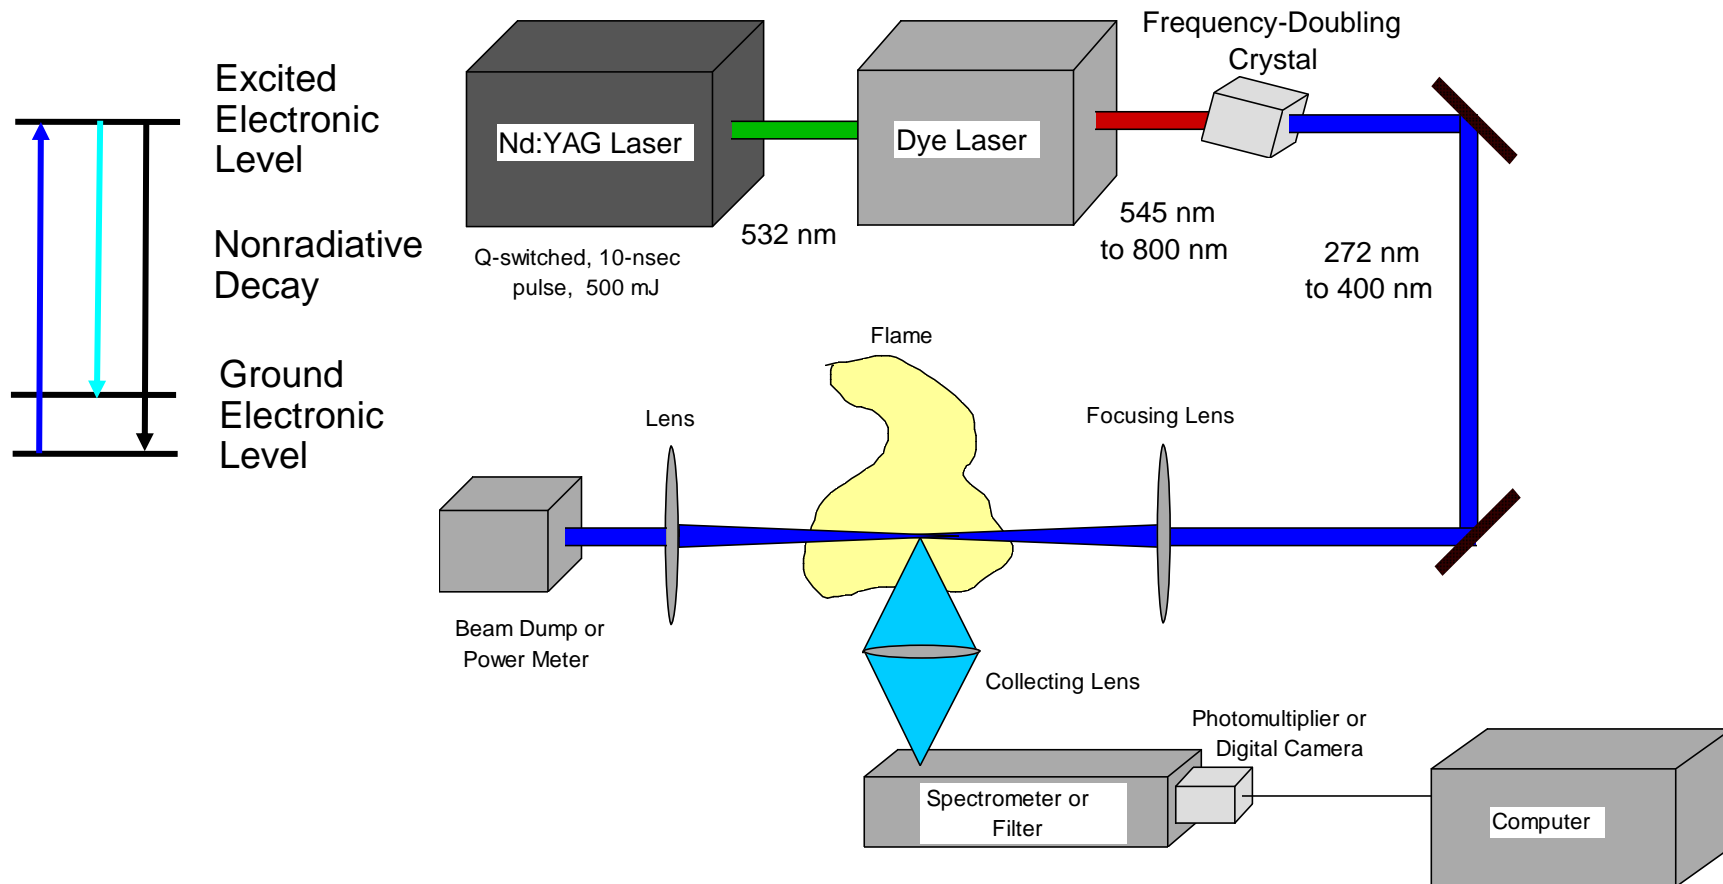 Excited
Electronic
Level
Nonradiative
Decay
Ground
Electronic
Level
Nd:YAG Laser
Q-switched, 10-nsec
pulse, 500 mJ
532 nm
Dye Laser
545 nm
to 800 nm
Frequency-Doubling
Crystal
272 nm
to 400 nm
Flame
Lens
Focusing Lens
Beam Dump or
Power Meter
Collecting Lens
Photomultiplier or
Digital Camera
Spectrometer or
Filter
Computer